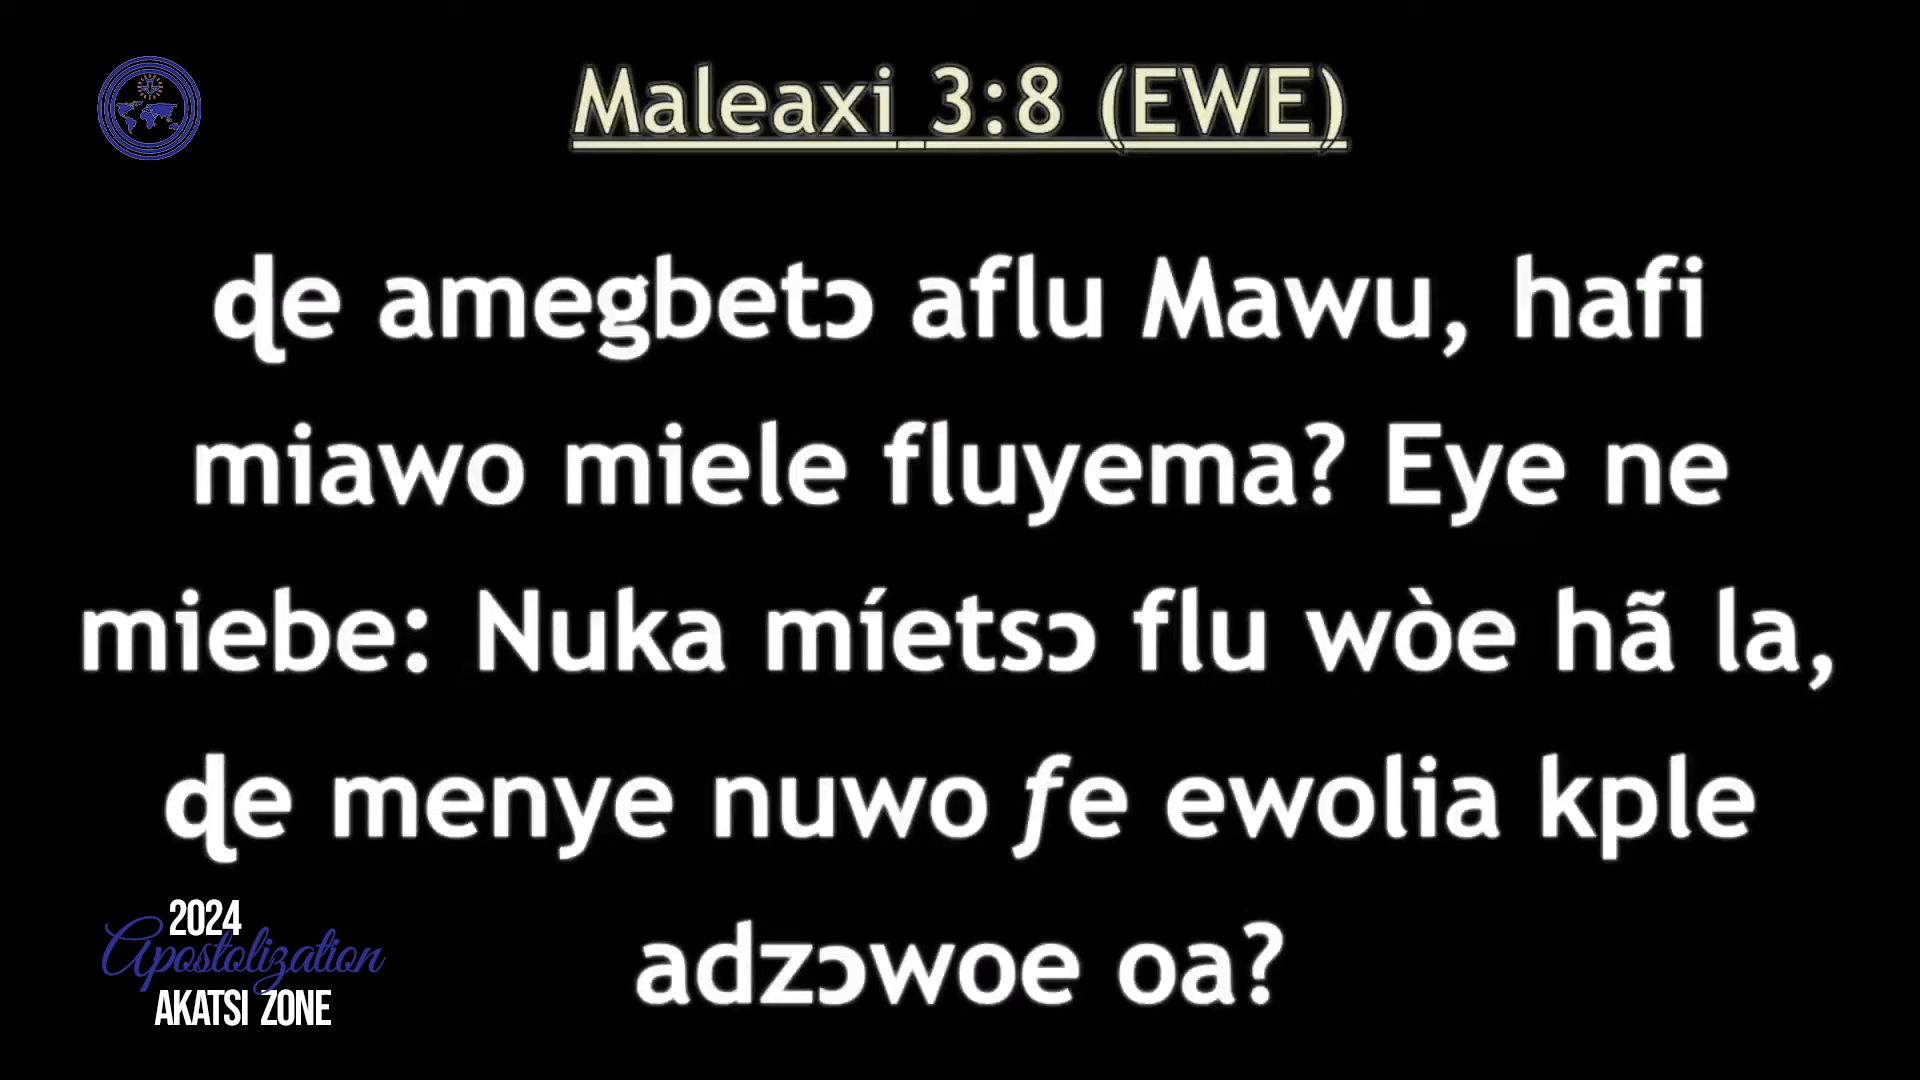 Maleaxi 3:8 (EWE)
ɖe amegbetɔ aflu Mawu, hafi
miawo miele fluyema? Eye ne
miebe: Nuka míetsɔ flu wòe hã la,
ɖe menye nuwo ƒe ewolia kple
adzɔwoe oa?
2024
Apostolization
AKATSI ZONE